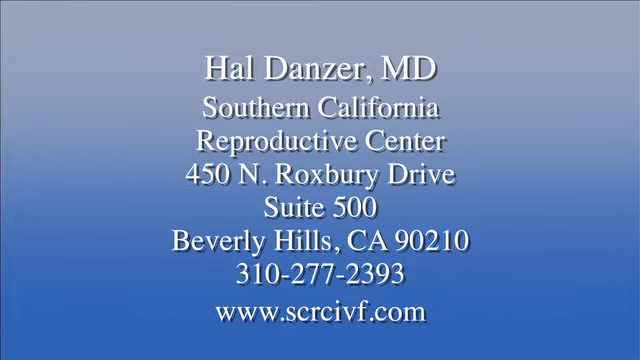 Hal Danzer, MD
Southern California
Reproductive Center
450 N. Roxbury Drive
Suite 500
Beverly Hills, CA 90210
310-277-2393
www.scrcivf.com